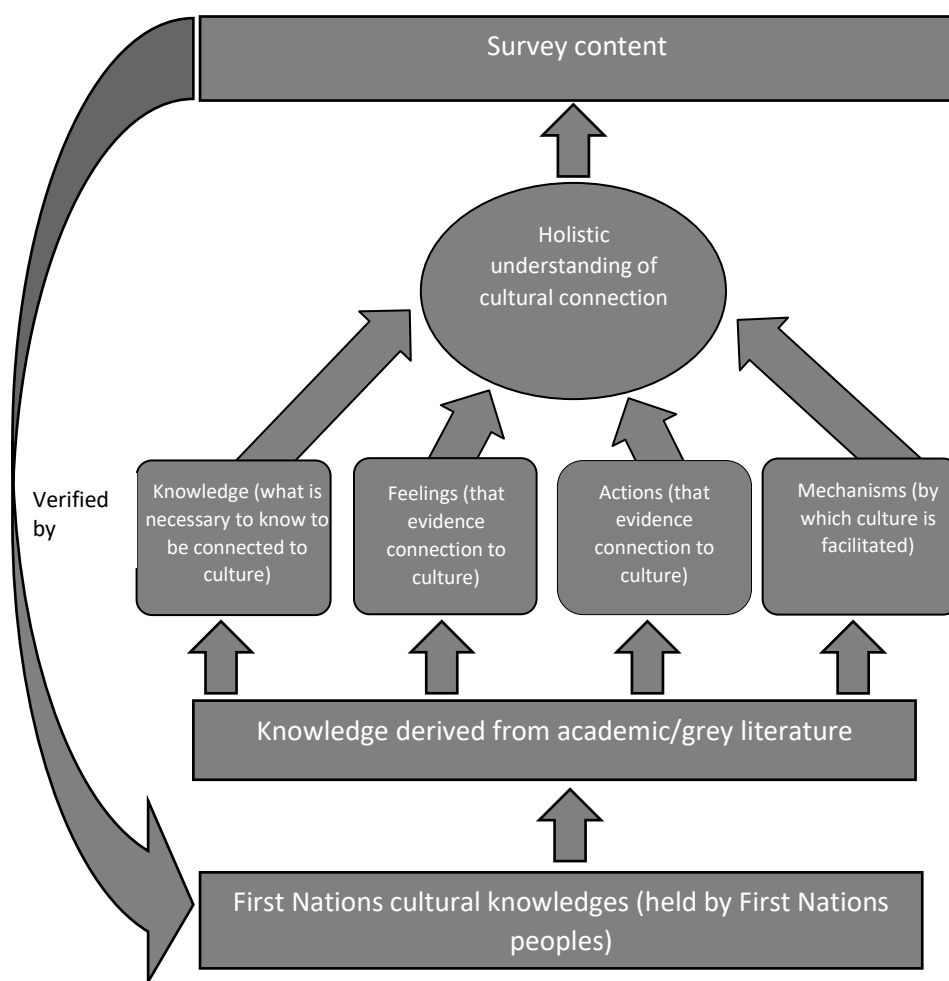 Survey content
Holistic
understanding of
cultural connection
Verified
by
Knowledge (what is
necessary to know to
be connected to
culture)
Feelings (that
evidence
connection to
culture)
Actions (that
evidence
connection to
culture)
Mechanisms (by
which culture is
facilitated)
Knowledge derived from academic/grey literature
First Nations cultural knowledges (held by First Nations
peoples)